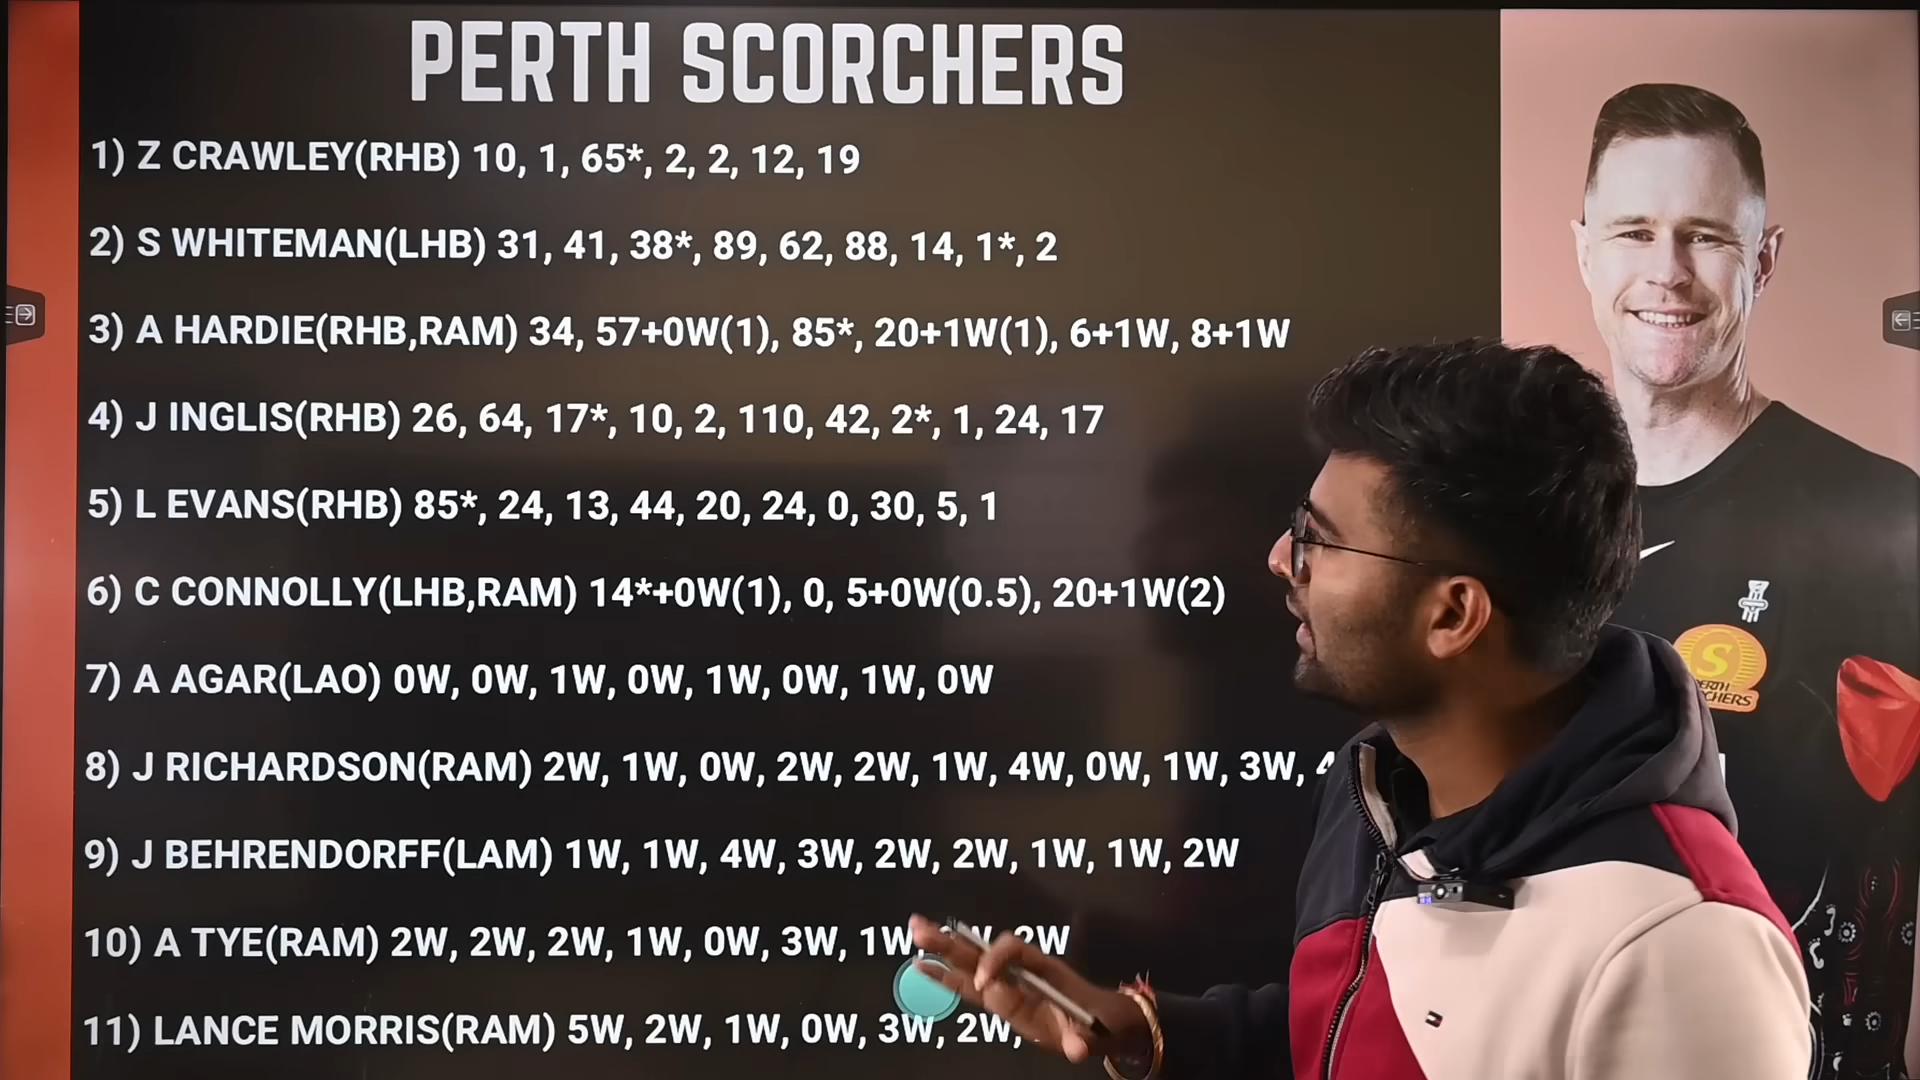 PERTH SCORCHERS
1) Z CRAWLEY(RHB) 10, 1, 65*, 2, 2, 12, 19
2) S WHITEMAN(LHB) 31, 41, 38*, 89, 62, 88, 14, 1*, 2
3) A HARDIE(RHB,RAM) 34, 57+0W(1), 85*, 20+1W(1), 6+1W, 8+1W
4) J INGLIS(RHB) 26, 64, 17*, 10, 2, 110, 42, 2*, 1, 24, 17
5) L EVANS(RHB) 85*, 24, 13, 44, 20, 24, 0, 30, 5, 1
6) C CONNOLLY(LHB,RAM) 14*+0W(1), 0, 5+0W(0.5), 20+1W(2)
7) A AGAR(LAO) 0W, 0W, 1W, 0W, 1W, 0W, 1W, 0W
8) J RICHARDSON(RAM) 2W, 1W, 0W, 2W, 2W, 1W, 4W, 0W, 1W, 3W,
9) J BEHRENDORFF(LAM) 1W, 1W, 4W, 3W, 2W, 2W, 1W, 1W, 2W
10) A TYE(RAM) 2W, 2W, 2W, 1W, 0W, 3W, 1W, 2W
11) LANCE MORRIS(RAM) 5W, 2W, 1W, 0W, 3W, 2W,
S